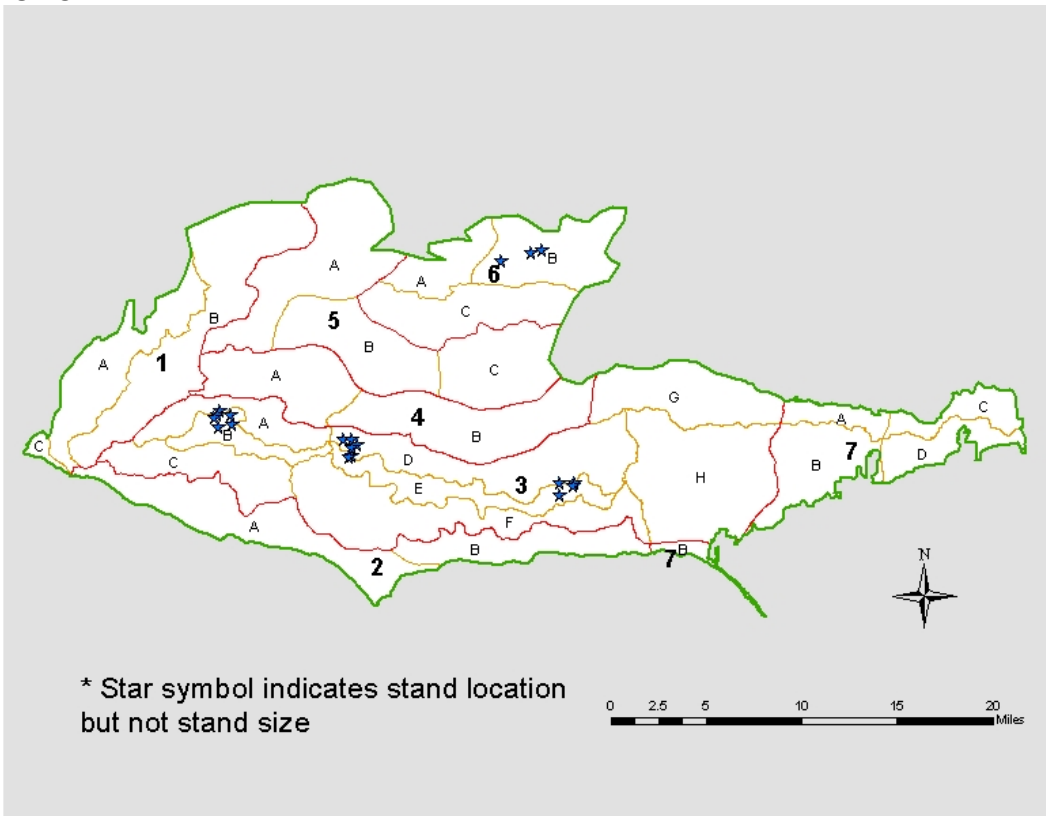 A
B
6
A
C
5
B
A
1
B
C
A
G
4
A
C
B
A
7
B
C
D
B
D
3
E
H
C
F
A
B
7
B
2
N
* Star symbol indicates stand location
but not stand size
0 2.5 5 10 15 20
Miles